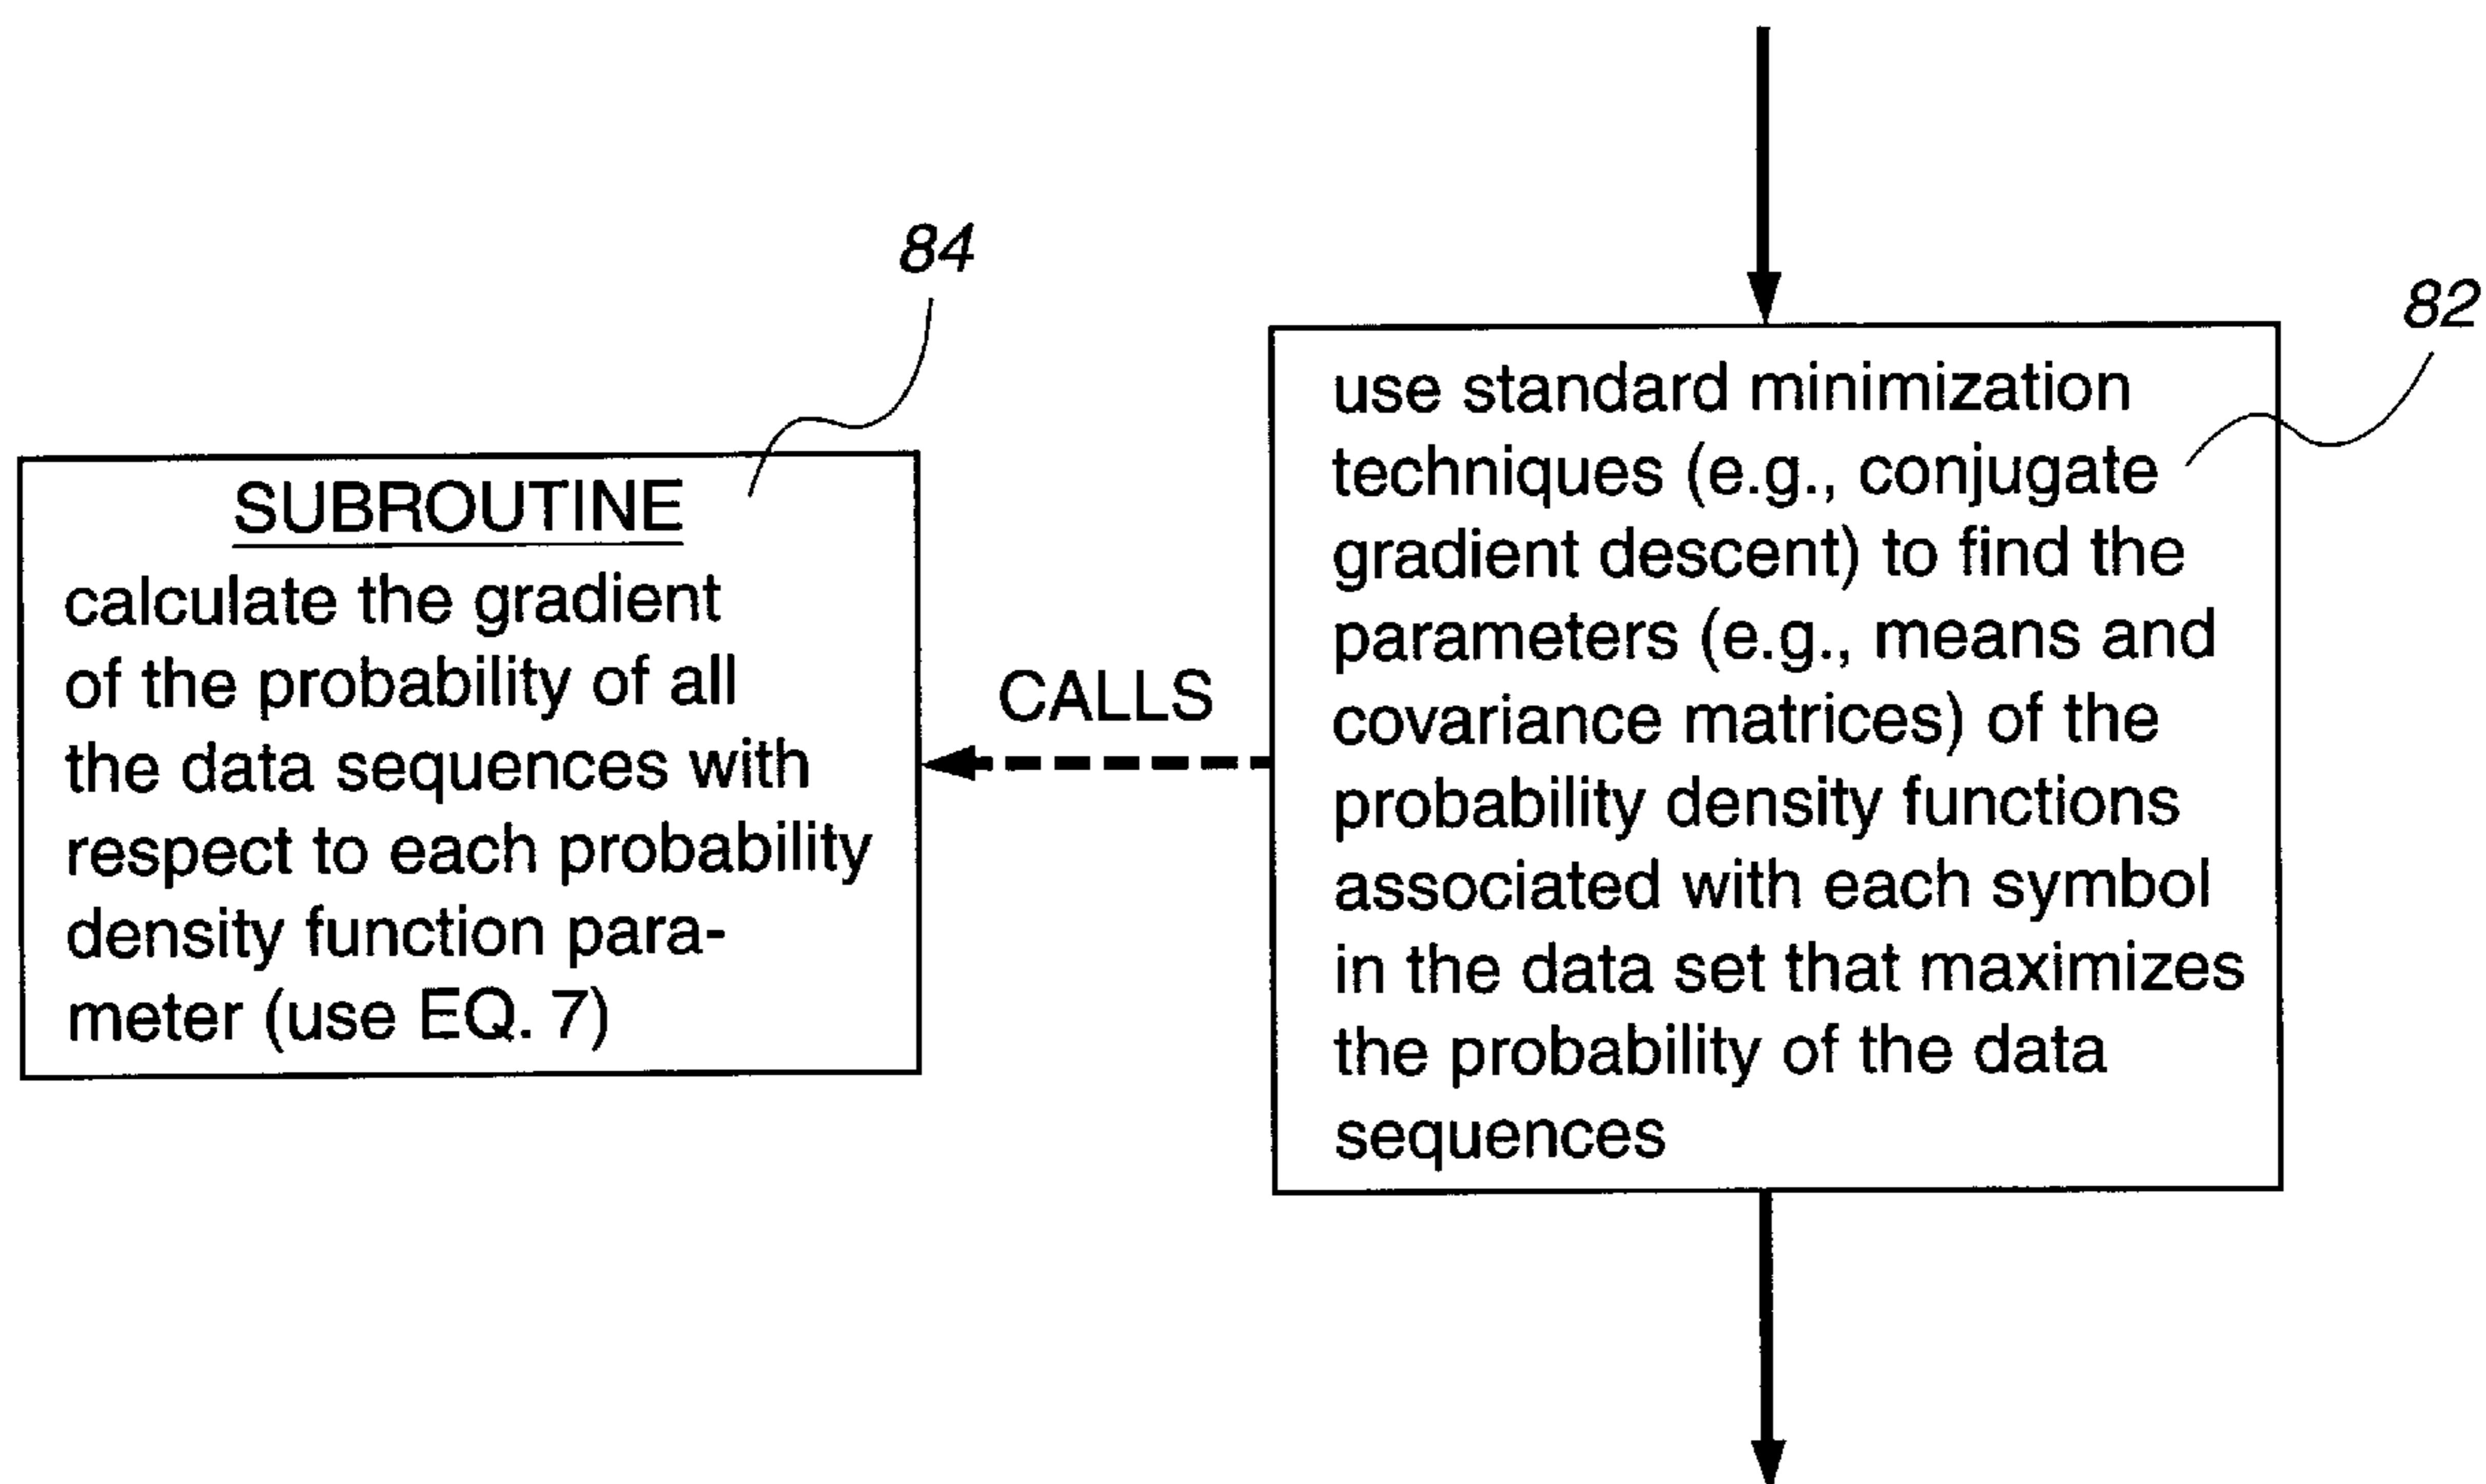 84
SUBROUTINE
calculate the gradient
of the probability of all
the data sequences with
respect to each probability
density function para-
meter (use EQ. 7)
CALLS
82
use standard minimization
techniques (e.g., conjugate
gradient descent) to find the
parameters (e.g., means and
covariance matrices) of the
probability density functions
associated with each symbol
in the data set that maximizes
the probability of the data
sequences